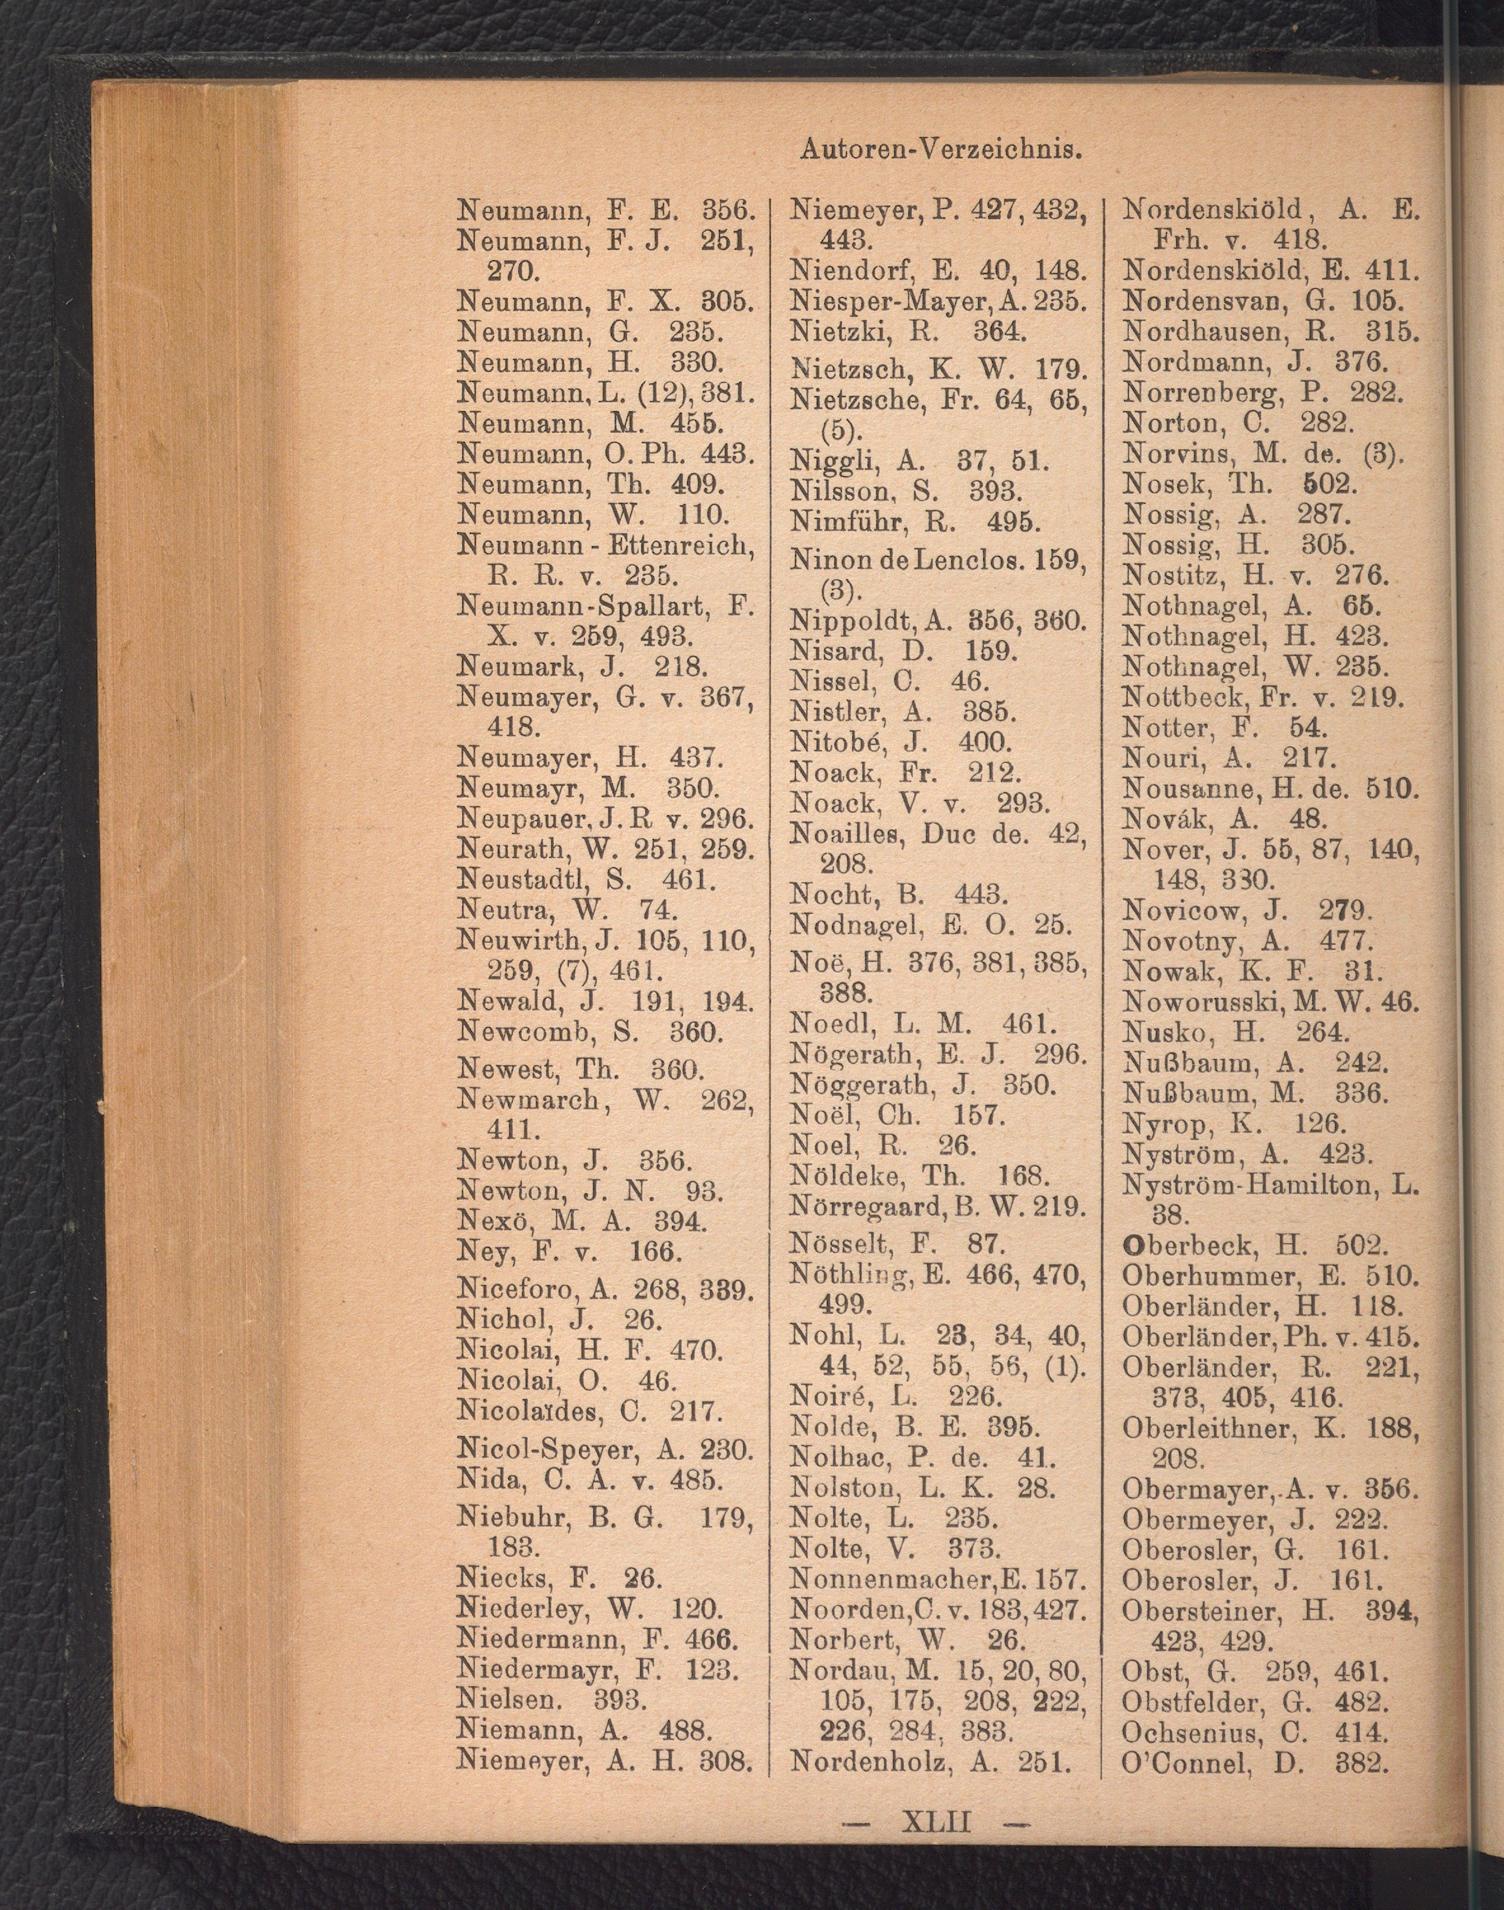 Autoren-Verzeichnis.
Neumann, F. E. 356.
Neumann, F. J. 251,
270.
Neumann, F. X. 305.
Neumann, G. 235.
Neumann, H. 330.
Neumann, L. (12), 381.
Neumann, M. 455.
Neumann, O. Ph. 443.
Neumann, Th. 409.
Neumann, W. 110.
Neumann - Ettenreich,
R. R. v. 235.
Neumann-Spallart, F.
X. v. 259, 493.
Neumark, J. 218.
Neumayer, G. v. 367,
418.
Neumayer, H. 437.
Neumayr, M. 350.
Neupauer, J. R v. 296.
Neurath, W. 251, 259.
Neustadtl, S. 461.
Neutra, W. 74.
Neuwirth, J. 105, 110,
259, (7), 461.
Newald, J. 191, 194.
Newcomb, S. 360.
Newest, Th. 360.
Newmarch, W. 262,
411.
Newton, J. 356.
Newton, J. N. 93.
Nexö, M. A. 394.
Ney, F. v. 166.
Niceforo, A. 268, 339.
Nichol, J. 26.
Nicolai, H. F. 470.
Nicolai, O. 46.
Nicolaïdes, C. 217.
Nicol-Speyer, A. 230.
Nida, C. A. v. 485.
Niebuhr, B. G. 179,
183.
Niecks, F. 26.
Niederley, W. 120.
Niedermann, F. 466.
Niedermayr, F. 123.
Nielsen. 393.
Niemann, A. 488.
Niemeyer, A. H. 308.
Niemeyer, P. 427, 432,
443.
Niendorf, E. 40, 148.
Niesper-Mayer, A. 235.
Nietzki, R. 364.
Nietzsch, K. W. 179.
Nietzsche, Fr. 64, 65,
(5).
Niggli, A. 37, 51.
Nilsson, S. 393.
Nimführ, R. 495.
Ninon de Lenclos. 159,
(3).
Nippoldt, A. 356, 360.
Nisard, D. 159.
Nissel, C. 46.
Nistler, A. 385.
Nitobé, J. 400.
Noack, Fr. 212.
Noack, V. v. 293.
Noailles, Duc de. 42,
208.
Nocht, B. 443.
Nodnagel, E. O. 25.
Noë, H. 376, 381, 385,
388.
Noedl, L. M. 461.
Nögerath, E. J. 296.
Nöggerath, J. 350.
Noël, Ch. 157.
Noel, R. 26.
Nöldeke, Th. 168.
Nörregaard, B. W. 219.
Nösselt, F. 87.
Nöthling, E. 466, 470,
499.
Nohl, L. 23, 34, 40,
44, 52, 55, 56, (1).
Noiré, L. 226.
Nolde, B. E. 395.
Nolhac, P. de. 41.
Nolston, L. K. 28.
Nolte, L. 235.
Nolte, V. 373.
Nonnenmacher, E. 157.
Noorden, C. v. 183, 427.
Norbert, W. 26.
Nordau, M. 15, 20, 80,
105, 175, 208, 222,
226, 284, 383.
Nordenholz, A. 251.
Nordenskiöld, A. E.
Frh. v. 418.
Nordenskiöld, E. 411.
Nordensvan, G. 105.
Nordhausen, R. 315.
Nordmann, J. 376.
Norrenberg, P. 282.
Norton, C. 282.
Norvins, M. de. (3).
Nosek, Th. 502.
Nossig, A. 287.
Nossig, H. 305.
Nostitz, H. v. 276.
Nothnagel, A. 65.
Nothnagel, H. 423.
Nothnagel, W. 235.
Nottbeck, Fr. v. 219.
Notter, F. 54.
Nouri, A. 217.
Nousanne, H. de. 510.
Novák, A. 48.
Nover, J. 55, 87, 140,
148, 330.
Novicow, J. 279.
Novotny, A. 477.
Nowak, K. F. 31.
Noworusski, M. W. 46.
Nusko, H. 264.
Nußbaum, A. 242.
Nußbaum, M. 336.
Nyrop, K. 126.
Nyström, A. 423.
Nyström-Hamilton, L.
38.
Oberbeck, H. 502.
Oberhummer, E. 510.
Oberländer, H. 118.
Oberländer, Ph. v. 415.
Oberländer, R. 221,
373, 405, 416.
Oberleithner, K. 188,
208.
Obermayer, A. v. 356.
Obermeyer, J. 222.
Oberosler, G. 161.
Oberosler, J. 161.
Obersteiner, H. 394,
423, 429.
Obst, G. 259, 461.
Obstfelder, G. 482.
Ochsenius, C. 414.
O'Connel, D. 382.
— XLII —